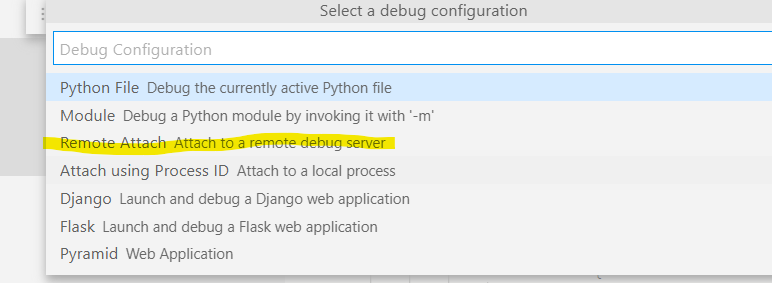 Select a debug configuration
Debug Configuration
Python File Debug the currently active Python file
Module Debug a Python module by invoking it with '-m'
Remote Attach Attach to a remote debug server
Attach using Process ID Attach to a local process
Django Launch and debug a Django web application
Flask Launch and debug a Flask web application
Pyramid Web Application